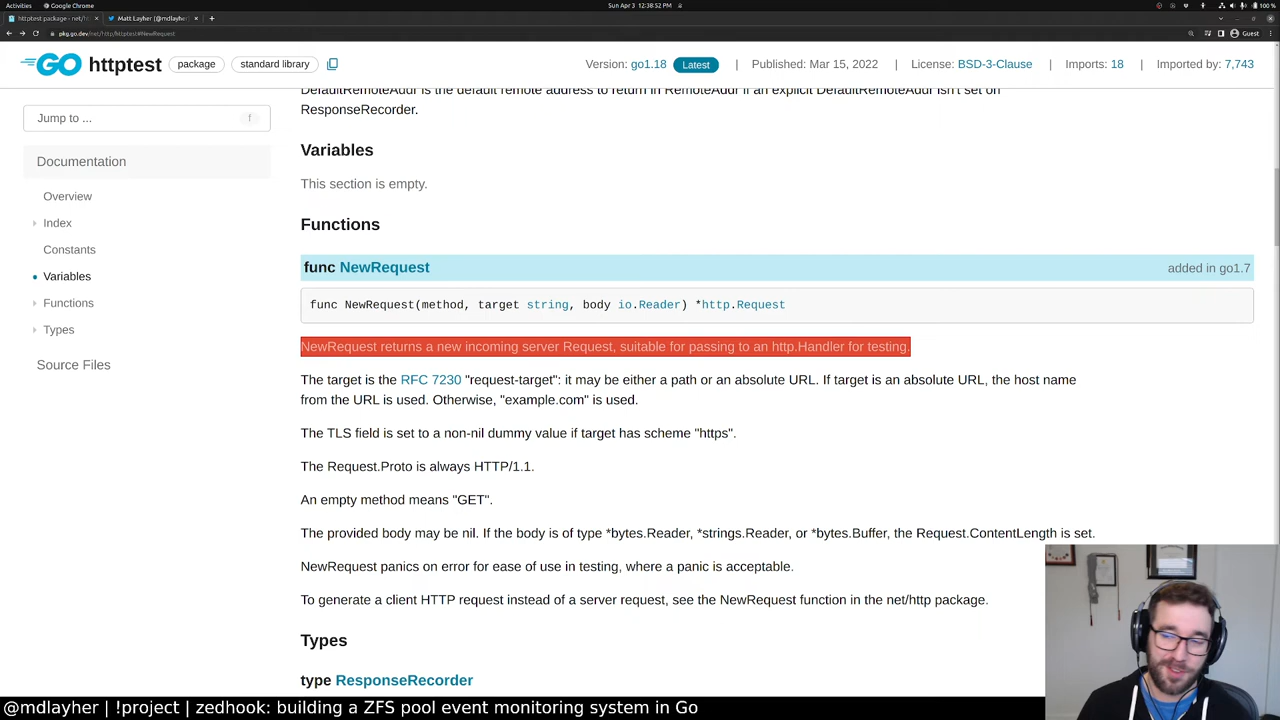 Activities
Google Chrome
Sun Apr 3 12:38:52 PM
100 %
httptest package - net/ht
Matt Layher (@mdlayher
pkg.go.dev/net/http/httptest#NewRequest
Guest
GO httptest
package
standard library
Version: go1.18 Latest | Published: Mar 15, 2022 | License: BSD-3-Clause | Imports: 18 | Imported by: 7,743
Jump to ...
f
Documentation
Overview
Index
Constants
Variables
Functions
Types
Source Files
DefaultRemoteAddr is the default remote address to return in RemoteAddr if an explicit DefaultRemoteAddr isn't set on
ResponseRecorder.
Variables
This section is empty.
Functions
func NewRequest
added in go1.7
func NewRequest(method, target string, body io.Reader) *http.Request
NewRequest returns a new incoming server Request, suitable for passing to an http.Handler for testing.
The target is the RFC 7230 "request-target": it may be either a path or an absolute URL. If target is an absolute URL, the host name
from the URL is used. Otherwise, "example.com" is used.
The TLS field is set to a non-nil dummy value if target has scheme "https".
The Request.Proto is always HTTP/1.1.
An empty method means "GET".
The provided body may be nil. If the body is of type *bytes.Reader, *strings.Reader, or *bytes.Buffer, the Request.ContentLength is set.
NewRequest panics on error for ease of use in testing, where a panic is acceptable.
To generate a client HTTP request instead of a server request, see the NewRequest function in the net/http package.
Types
type ResponseRecorder
@mdlayher | !project | zedhook: building a ZFS pool event monitoring system in Go